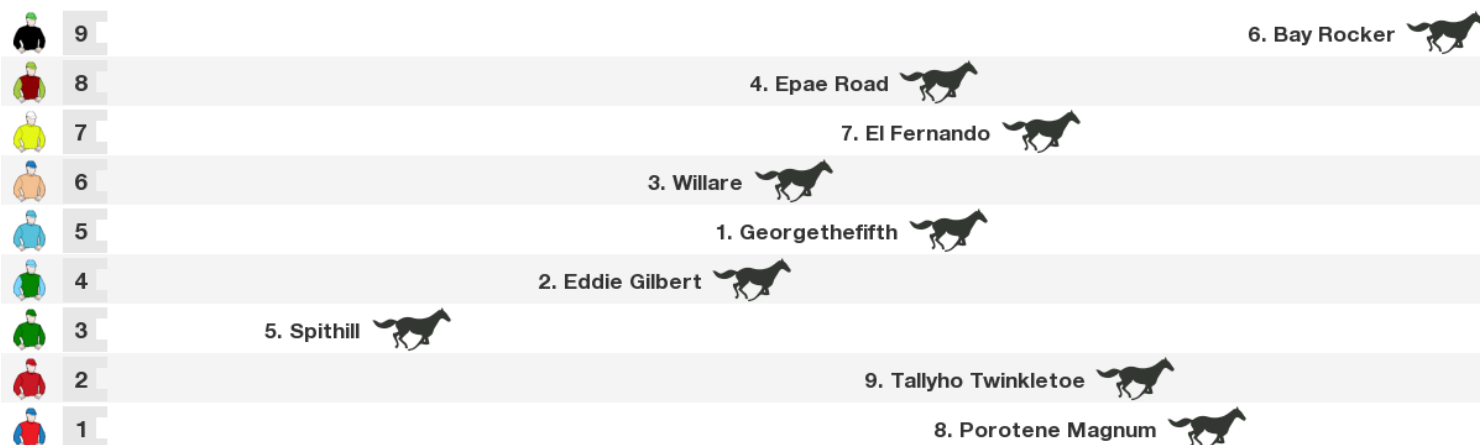 9 6. Bay Rocker
8 4. Epae Road
7 7. El Fernando
6 3. Willare
5 1. Georgethefifth
4 2. Eddie Gilbert
3 5. Spithill
2 9. Tallyho Twinkletoe
1 8. Porotene Magnum